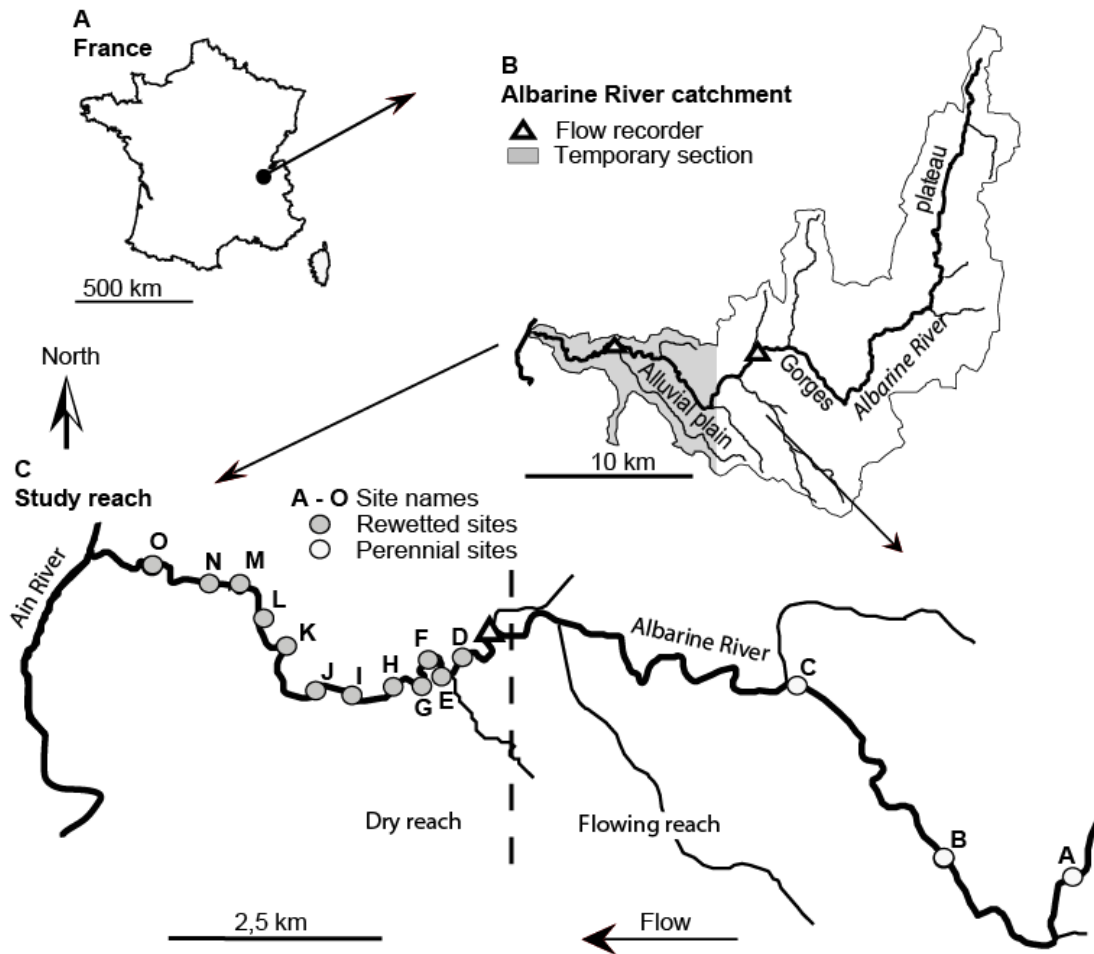 A
France
500 km
North
B
Albarine River catchment
Flow recorder
Temporary section
plateau
Albarine River
Gorges
Alluvial plain
10 km
C
Study reach
A - O Site names
Rewetted sites
Perennial sites
Ain River
O
N
M
L
K
J
I
H
G
F
E
D
Albarine River
C
B
A
Dry reach
Flowing reach
2,5 km
Flow